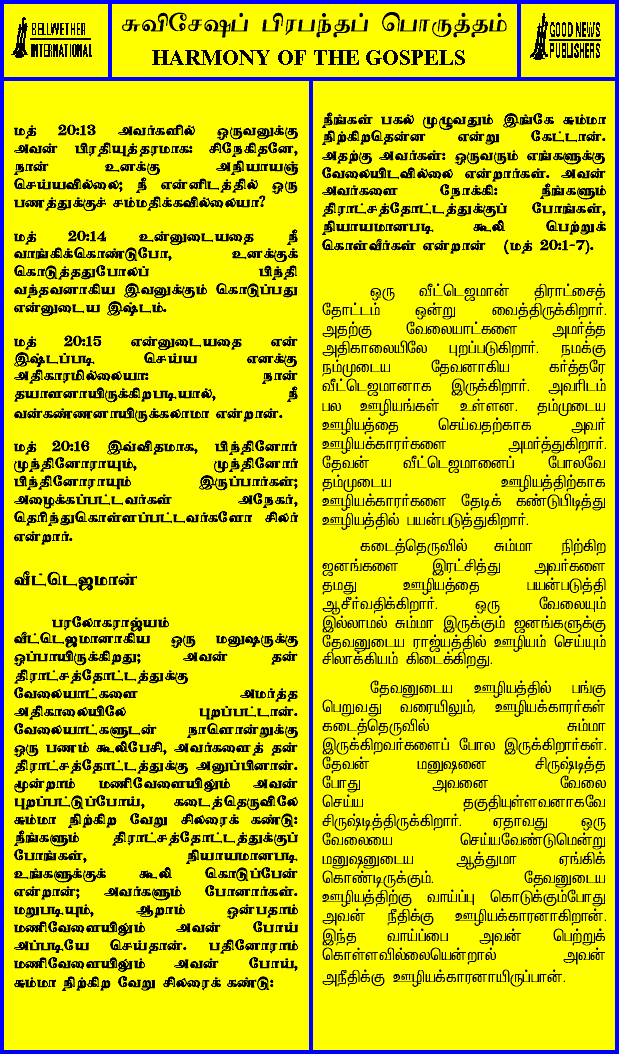 BELLWETHER
INTERNATIONAL
சுவிசேஷப் பிரபந்தப் பொருத்தம்
HARMONY OF THE GOSPELS
GOOD NEWS
PUBLISHERS
மத் 20:13 அவர்களில் ஒருவனுக்கு
அவன் பிரதியுத்தரமாக: சிநேகிதனே,
நான் உனக்கு அநியாயஞ்
செய்யவில்லை; நீ என்னிடத்தில் ஒரு
பணத்துக்குச் சம்மதிக்கவில்லையா?
மத் 20:14 உன்னுடையதை நீ
வாங்கிக்கொண்டுபோ, உனக்குக்
கொடுத்ததுபோலப் பிந்தி
வந்தவனாகிய இவனுக்கும் கொடுப்பது
என்னுடைய இஷ்டம்.
மத் 20:15 என்னுடையதை என்
இஷ்டப்படி செய்ய எனக்கு
அதிகாரமில்லையா: நான்
தயாளனாயிருக்கிறபடியால், நீ
வன்கண்ணனாயிருக்கலாமா என்றான்.
மத் 20:16 இவ்விதமாக, பிந்தினோர்
முந்தினோராயும், முந்தினோர்
பிந்தினோராயும் இருப்பார்கள்;
அழைக்கப்பட்டவர்கள் அநேகர்,
தெரிந்துகொள்ளப்பட்டவர்களோ சிலர்
என்றார்.
வீட்டெஜமான்
பரலோகராஜ்யம்
வீட்டெஜமானாகிய ஒரு மனுஷருக்கு
ஒப்பாயிருக்கிறது; அவன் தன்
திராட்சத்தோட்டத்துக்கு
வேலையாட்களை அமர்த்த
அதிகாலையிலே புறப்பட்டான்.
வேலையாட்களுடன் நாளொன்றுக்கு
ஒரு பணம் கூலிபேசி, அவர்களைத் தன்
திராட்சத்தோட்டத்துக்கு அனுப்பினான்.
மூன்றாம் மணிவேளையிலும் அவன்
புறப்பட்டுப்போய், கடைத்தெருவிலே
சும்மா நிற்கிற வேறு சிலரைக் கண்டு:
நீங்களும் திராட்சத்தோட்டத்துக்குப்
போங்கள், நியாயமானபடி
உங்களுக்குக் கூலி கொடுப்பேன்
என்றான்; அவர்களும் போனார்கள்.
மறுபடியும், ஆறாம் ஒன்பதாம்
மணிவேளையிலும் அவன் போய்
அப்படியே செய்தான். பதினோராம்
மணிவேளையிலும் அவன் போய்,
சும்மா நிற்கிற வேறு சிலரைக் கண்டு:
நீங்கள் பகல் முழுவதும் இங்கே சும்மா
நிற்கிறதென்ன என்று கேட்டான்.
அதற்கு அவர்கள்: ஒருவரும் எங்களுக்கு
வேலையிடவில்லை என்றார்கள். அவன்
அவர்களை நோக்கி: நீங்களும்
திராட்சத்தோட்டத்துக்குப் போங்கள்,
நியாயமானபடி கூலி பெற்றுக்
கொள்வீர்கள் என்றான் (மத் 20:1-7).
ஒரு வீட்டெஜமான் திராட்சைத்
தோட்டம் ஒன்று வைத்திருக்கிறார்.
அதற்கு வேலையாட்களை அமர்த்த
அதிகாலையிலே புறப்படுகிறார். நமக்கு
நம்முடைய தேவனாகிய கர்த்தரே
வீட்டெஜமானாக இருக்கிறார். அவரிடம்
பல ஊழியங்கள் உள்ளன. தம்முடைய
ஊழியத்தை செய்வதற்காக அவர்
ஊழியக்காரர்களை அமர்த்துகிறார்.
தேவன் வீட்டெஜமானைப் போலவே
தம்முடைய ஊழியத்திற்காக
ஊழியக்காரர்களை தேடிக் கண்டுபிடித்து
ஊழியத்தில் பயன்படுத்துகிறார்.
கடைத்தெருவில் சும்மா நிற்கிற
ஜனங்களை இரட்சித்து அவர்களை
தமது ஊழியத்தை பயன்படுத்தி
ஆசீர்வதிக்கிறார். ஒரு வேலையும்
இல்லாமல் சும்மா இருக்கும் ஜனங்களுக்கு
தேவனுடைய ராஜ்யத்தில் ஊழியம் செய்யும்
சிலாக்கியம் கிடைக்கிறது.
தேவனுடைய ஊழியத்தில் பங்கு
பெறுவது வரையிலும், ஊழியக்காரர்கள்
கடைத்தெருவில் சும்மா
இருக்கிறவர்களைப் போல இருக்கிறார்கள்.
தேவன் மனுஷனை சிருஷ்டித்த
போது அவனை வேலை
செய்ய தகுதியுள்ளவனாகவே
சிருஷ்டித்திருக்கிறார். ஏதாவது ஒரு
வேலையை செய்யவேண்டுமென்று
மனுஷனுடைய ஆத்துமா ஏங்கிக்
கொண்டிருக்கும். தேவனுடைய
ஊழியத்திற்கு வாய்ப்பு கொடுக்கும்போது
அவன் நீதிக்கு ஊழியக்காரனாகிறான்.
இந்த வாய்ப்பை அவன் பெற்றுக்
கொள்ளவில்லையென்றால் அவன்
அநீதிக்கு ஊழியக்காரனாயிருப்பான்.